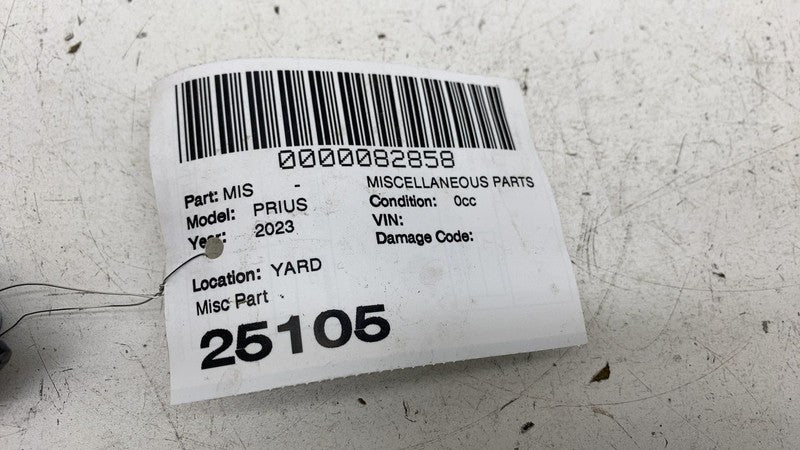 0000082858
Part: MIS - MISCELLANEOUS PARTS
Model: PRIUS Condition: 0cc
Year: 2023 VIN:
Damage Code:
Location: YARD
Misc Part
25105